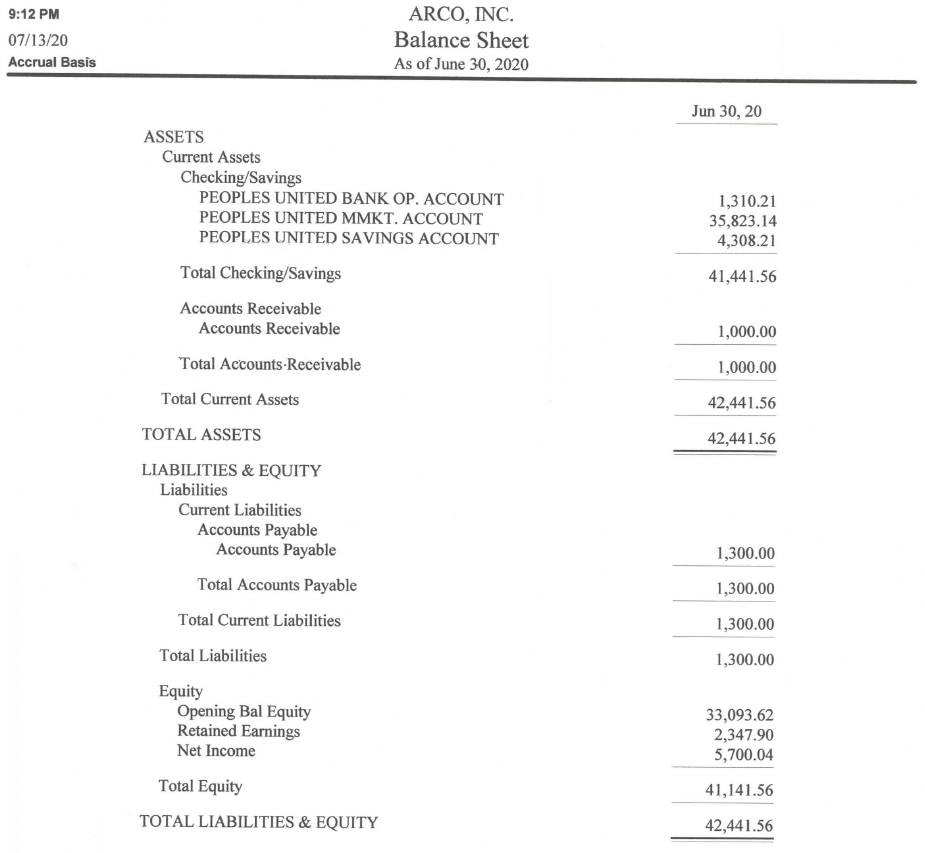 9:12 PM
ARCO, INC.
07/13/20
Balance Sheet
Accrual Basis
As of June 30, 2020
Jun 30, 20
ASSETS
Current Assets
Checking/Savings
PEOPLES UNITED BANK OP. ACCOUNT 1,310.21
PEOPLES UNITED MMKT. ACCOUNT 35,823.14
PEOPLES UNITED SAVINGS ACCOUNT 4,308.21
Total Checking/Savings 41,441.56
Accounts Receivable
Accounts Receivable 1,000.00
Total Accounts Receivable 1,000.00
Total Current Assets 42,441.56
TOTAL ASSETS 42,441.56
LIABILITIES & EQUITY
Liabilities
Current Liabilities
Accounts Payable
Accounts Payable 1,300.00
Total Accounts Payable 1,300.00
Total Current Liabilities 1,300.00
Total Liabilities 1,300.00
Equity
Opening Bal Equity 33,093.62
Retained Earnings 2,347.90
Net Income 5,700.04
Total Equity 41,141.56
TOTAL LIABILITIES & EQUITY 42,441.56